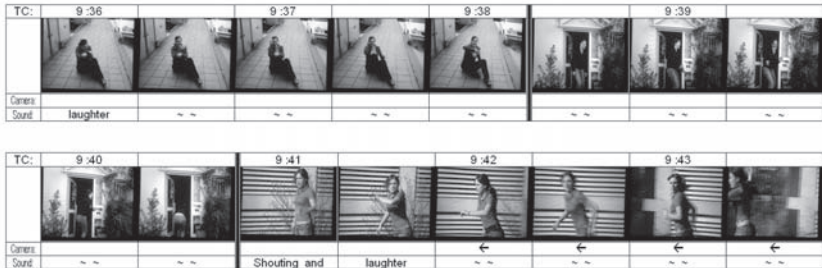 TC: 9:36 9:37 9:38 9:39
Camera:
Sound: laughter ~ ~ ~ ~ ~ ~ ~ ~ ~ ~ ~ ~ ~ ~
TC: 9:40 9:41 9:42 9:43
Camera: ← ← ← ←
Sound: ~ ~ ~ ~ Shouting and laughter ~ ~ ~ ~ ~ ~ ~ ~